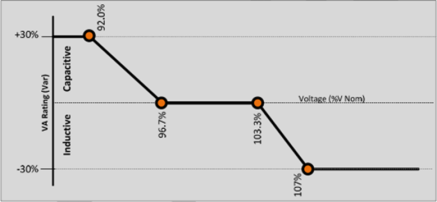 92.0%
+30%
Capacitive
VA Rating (Var)
Voltage (%V Nom)
96.7%
103.3%
Inductive
-30%
107%